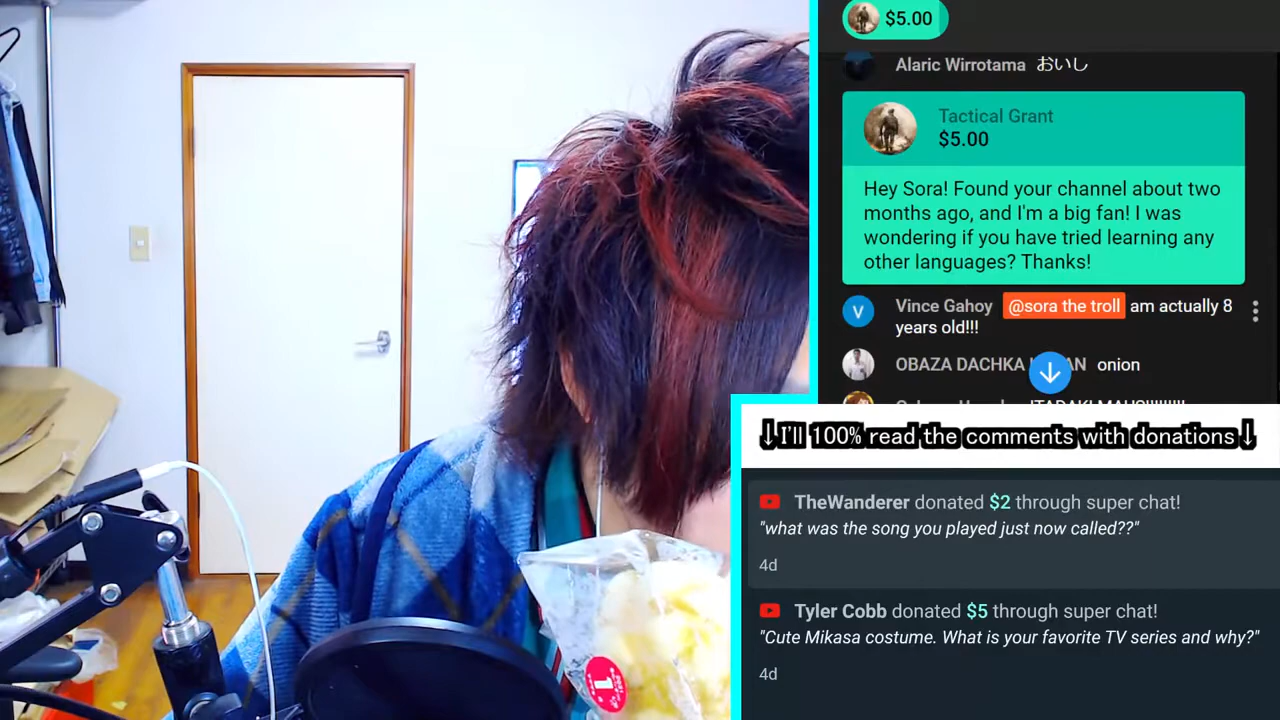 $5.00
Alaric Wirrotama おいし
Tactical Grant
$5.00
Hey Sora! Found your channel about two
months ago, and I'm a big fan! I was
wondering if you have tried learning any
other languages? Thanks!
V Vince Gahoy @sora the troll am actually 8
years old!!!
OBAZA DACHKA onion
↓I'll 100% read the comments with donations↓
TheWanderer donated $2 through super chat!
"what was the song you played just now called??"
4d
Tyler Cobb donated $5 through super chat!
"Cute Mikasa costume. What is your favorite TV series and why?"
4d
1